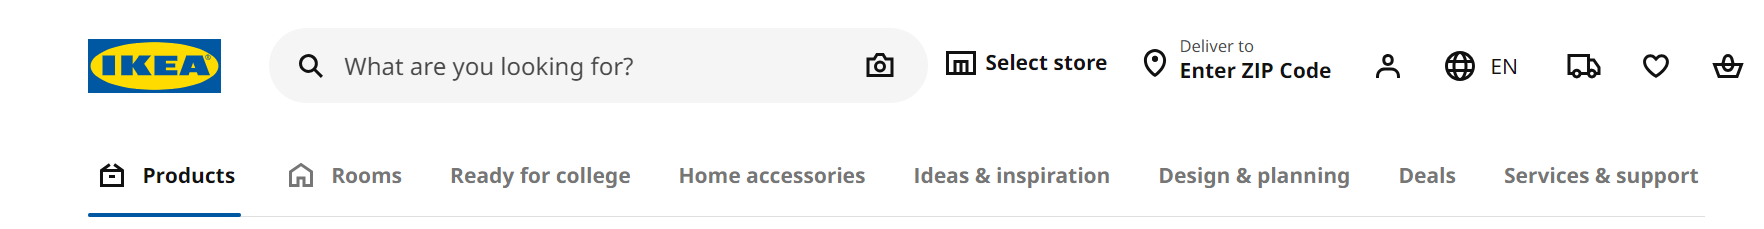 IKEA®
What are you looking for?
Select store
Deliver to
Enter ZIP Code
EN
Products
Rooms
Ready for college
Home accessories
Ideas & inspiration
Design & planning
Deals
Services & support